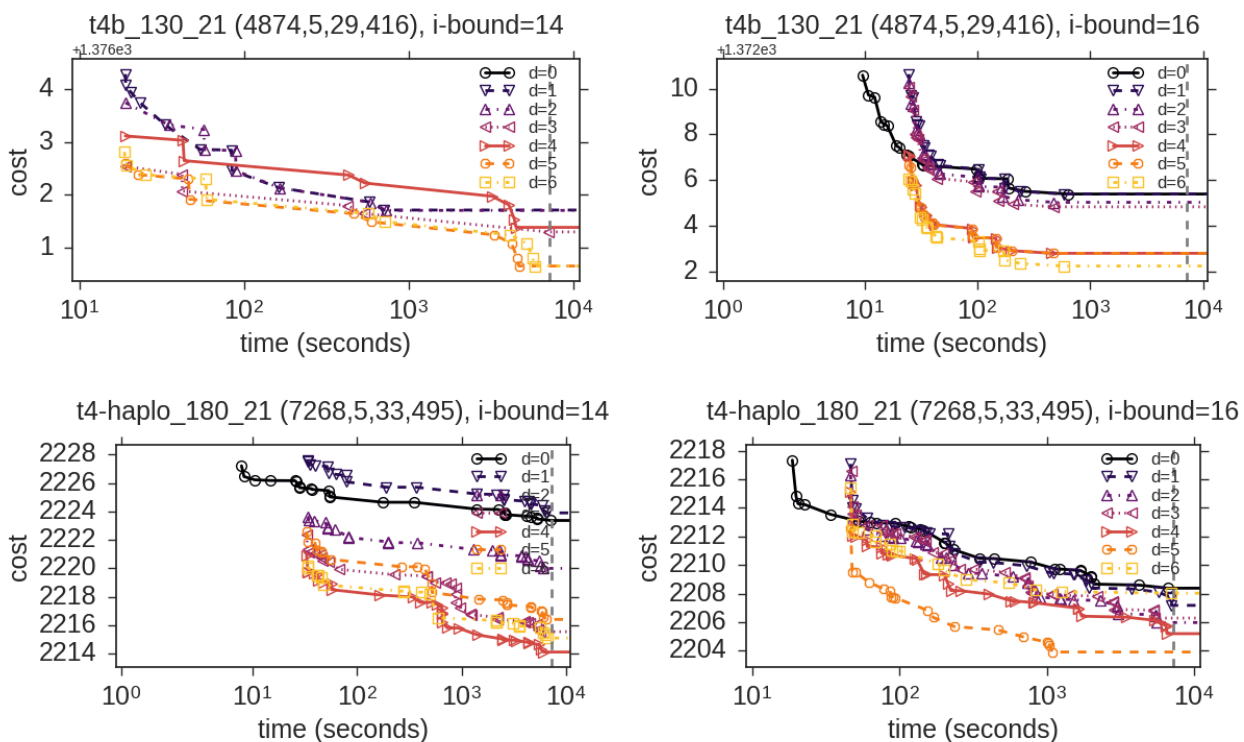 t4b_130_21 (4874,5,29,416), i-bound=14
+1.376e3
4
3
2
1
cost
d=0
d=1
d=2
d=3
d=4
d=5
d=6
10¹ 10² 10³ 10⁴
time (seconds)
t4b_130_21 (4874,5,29,416), i-bound=16
+1.372e3
10
8
6
4
2
cost
d=0
d=1
d=2
d=3
d=4
d=5
d=6
10⁰ 10¹ 10² 10³ 10⁴
time (seconds)
t4-haplo_180_21 (7268,5,33,495), i-bound=14
2228
2226
2224
2222
2220
2218
2216
2214
cost
d=0
d=1
d=2
d=3
d=4
d=5
d=6
10⁰ 10¹ 10² 10³ 10⁴
time (seconds)
t4-haplo_180_21 (7268,5,33,495), i-bound=16
2218
2216
2214
2212
2210
2208
2206
2204
cost
d=0
d=1
d=2
d=3
d=4
d=5
d=6
10¹ 10² 10³ 10⁴
time (seconds)